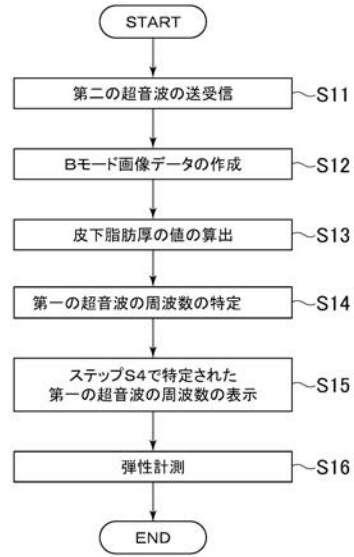 START
第二の超音波の送受信
S11
Bモード画像データの作成
S12
皮下脂肪厚の値の算出
S13
第一の超音波の周波数の特定
S14
ステップS4で特定された
第一の超音波の周波数の表示
S15
弾性計測
S16
END